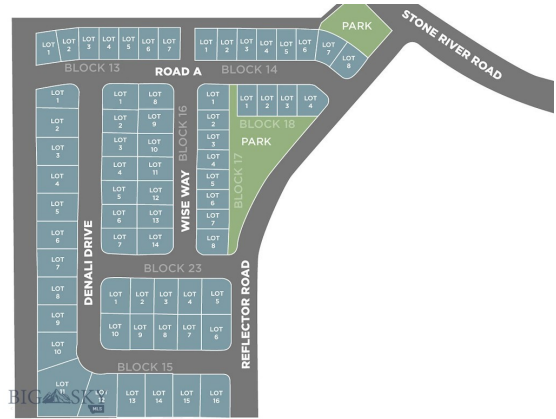 PARK
STONE RIVER ROAD
LOT 1
LOT 2
LOT 3
LOT 4
LOT 5
LOT 6
LOT 7
LOT 1
LOT 2
LOT 3
LOT 4
LOT 5
LOT 6
LOT 7
LOT 8
BLOCK 13
ROAD A
BLOCK 14
LOT 1
LOT 2
LOT 3
LOT 4
LOT 5
LOT 6
LOT 7
LOT 8
LOT 9
LOT 10
LOT 11
LOT 12
LOT 13
LOT 14
LOT 15
LOT 16
DENALI DRIVE
LOT 1
LOT 8
LOT 2
LOT 9
LOT 3
LOT 10
LOT 4
LOT 11
LOT 5
LOT 12
LOT 6
LOT 13
LOT 7
LOT 14
BLOCK 16
WISE WAY
LOT 1
LOT 2
LOT 3
LOT 4
LOT 5
LOT 6
LOT 7
LOT 8
BLOCK 17
LOT 1
LOT 2
LOT 3
LOT 4
BLOCK 18
PARK
BLOCK 23
LOT 1
LOT 2
LOT 3
LOT 4
LOT 5
LOT 10
LOT 9
LOT 8
LOT 7
LOT 6
REFLECTOR ROAD
BLOCK 15
BIG SKY
MLS